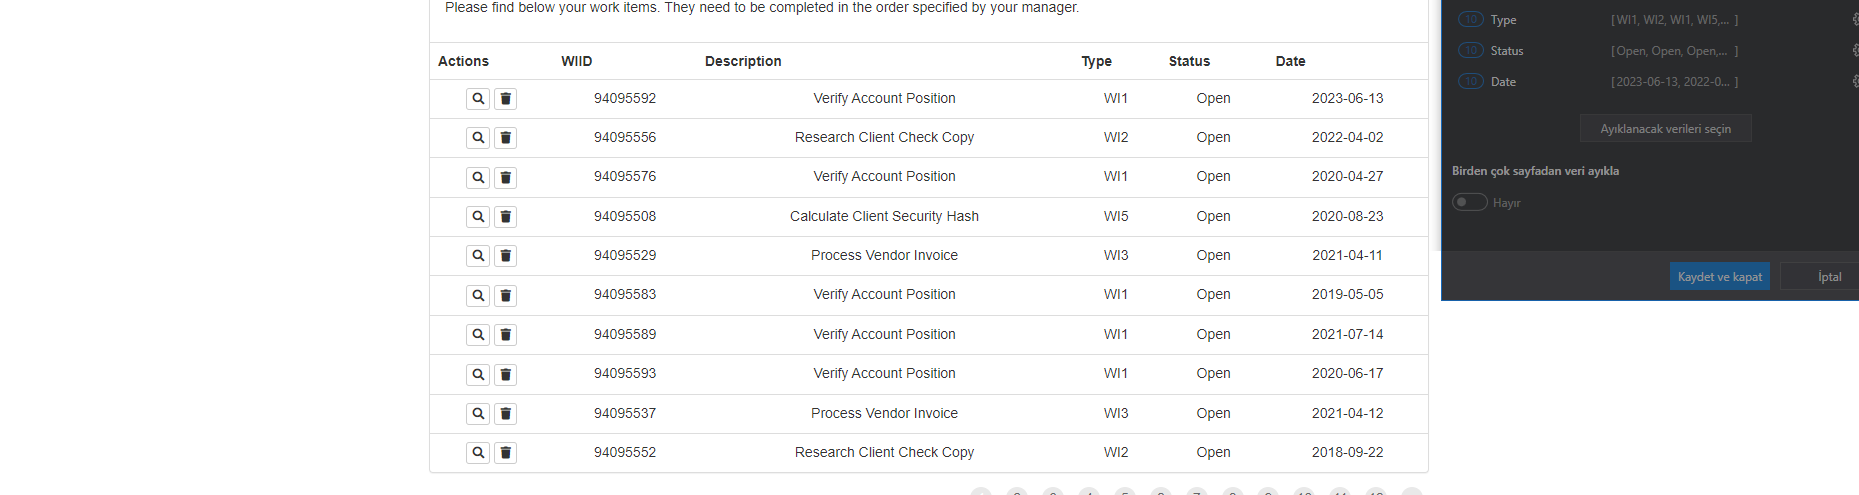 Please find below your work items. They need to be completed in the order specified by your manager.
Actions WIID Description Type Status Date
94095592 Verify Account Position WI1 Open 2023-06-13
94095556 Research Client Check Copy WI2 Open 2022-04-02
94095576 Verify Account Position WI1 Open 2020-04-27
94095508 Calculate Client Security Hash WI5 Open 2020-08-23
94095529 Process Vendor Invoice WI3 Open 2021-04-11
94095583 Verify Account Position WI1 Open 2019-05-05
94095589 Verify Account Position WI1 Open 2021-07-14
94095593 Verify Account Position WI1 Open 2020-06-17
94095537 Process Vendor Invoice WI3 Open 2021-04-12
94095552 Research Client Check Copy WI2 Open 2018-09-22
10 Type [WI1, WI2, WI1, WI5,... ]
10 Status [Open, Open, Open,... ]
10 Date [2023-06-13, 2022-0... ]
Ayıklanacak verileri seçin
Birden çok sayfadan veri ayıkla
Hayır
Kaydet ve kapat İptal